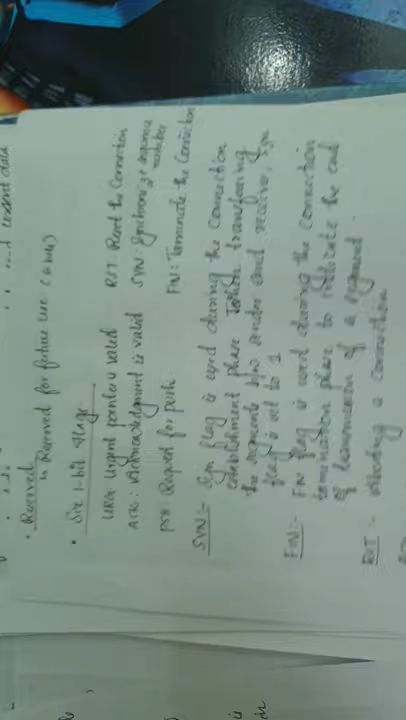 • Reserved
Reserved for future use (6 bits)
• Six 1-bit flags
URG: Urgent pointer is valid
RST: Reset the Connection
ACK: Acknowledgment is valid
SYN: Synchronize sequence number
PSH: Request for push
FIN: Terminate the Connection
SYN:- Syn flag is used during the connection
establishment phase when transferring
the segments b/w sender and receiver, Syn
flag is set to 1
FIN:- FIN flag is used during the connection
termination phase to indicate the end
of termination of a segment.
RST:- a connection